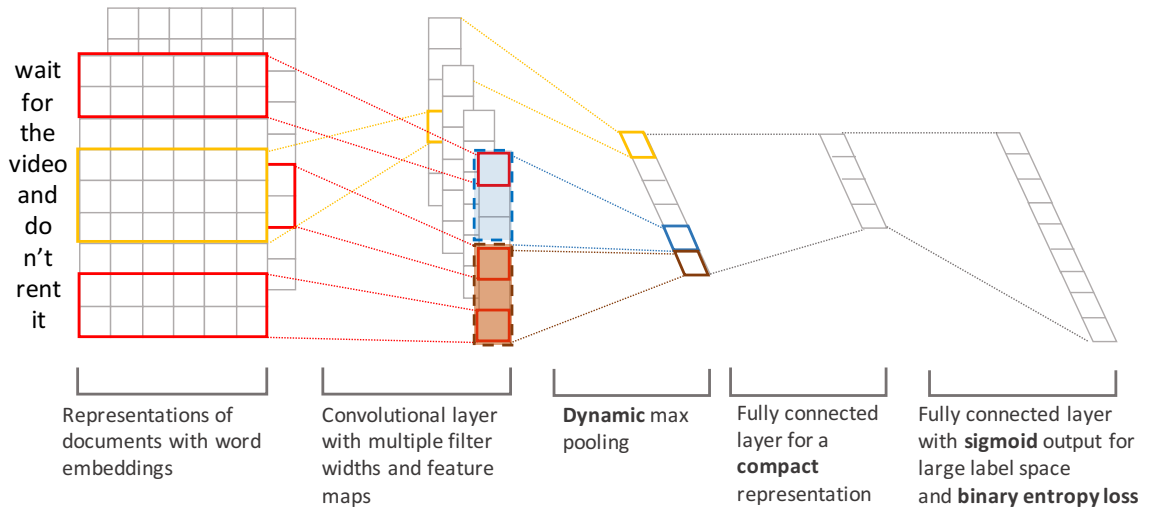 wait
for
the
video
and
do
n't
rent
it
Representations of
documents with word
embeddings
Convolutional layer
with multiple filter
widths and feature
maps
Dynamic max
pooling
Fully connected
layer for a
compact
representation
Fully connected layer
with sigmoid output for
large label space
and binary entropy loss